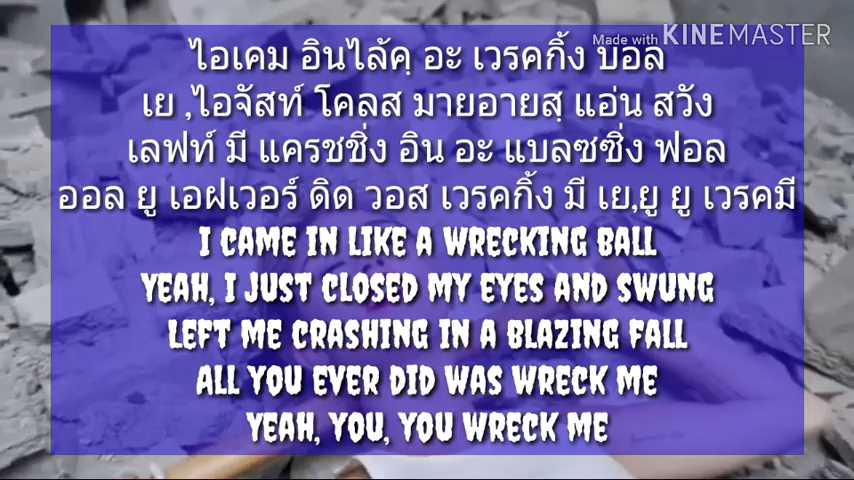 Made with KINEMASTER
ไอเคม อินไล้คฺ อะ เวรคกิ้ง บอล
เย ,ไอจัสท์ โคลส มายอายสฺ แอ่น สวัง
เลฟท์ มี แครชชิ่ง อิน อะ แบลซซิ่ง ฟอล
ออล ยู เอฝเวอร์ ดิด วอส เวรคกิ้ง มี เย,ยู ยู เวรคมี
I CAME IN LIKE A WRECKING BALL
YEAH, I JUST CLOSED MY EYES AND SWUNG
LEFT ME CRASHING IN A BLAZING FALL
ALL YOU EVER DID WAS WRECK ME
YEAH, YOU, YOU WRECK ME